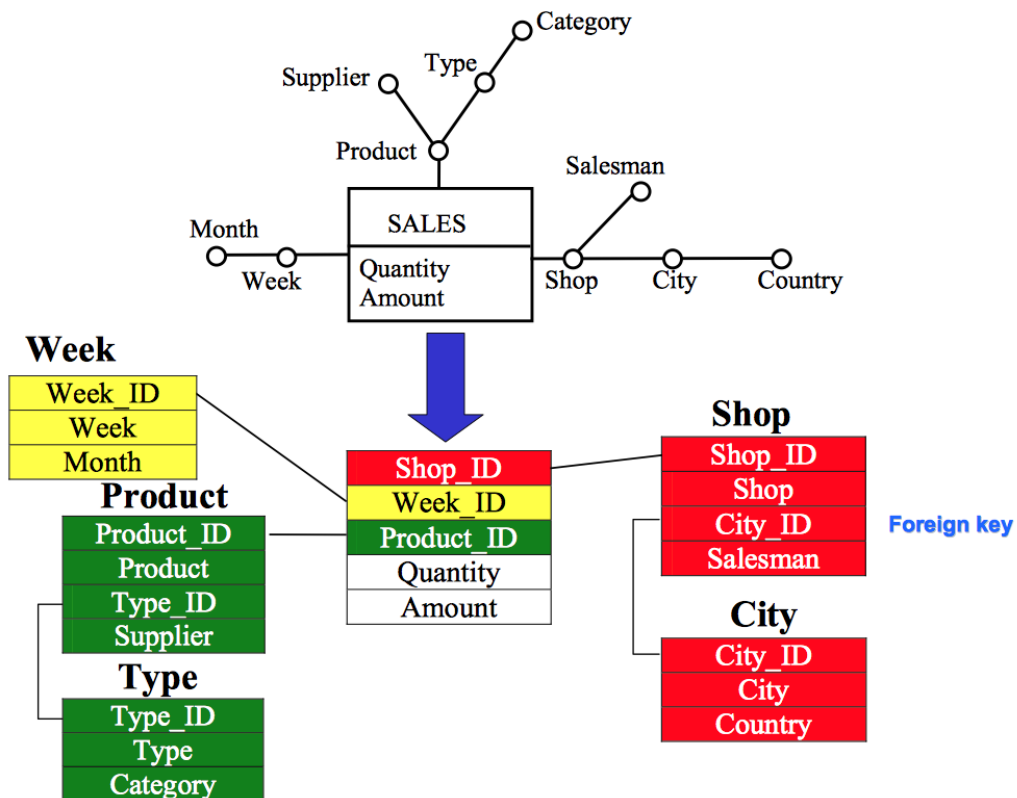 Category
Type
Supplier
Product
Salesman
SALES
Month
Week
Quantity
Amount
Shop
City
Country
Week
Week_ID
Week
Month
Product
Product_ID
Product
Type_ID
Supplier
Type
Type_ID
Type
Category
Shop_ID
Week_ID
Product_ID
Quantity
Amount
Shop
Shop_ID
Shop
City_ID
Salesman
Foreign key
City
City_ID
City
Country